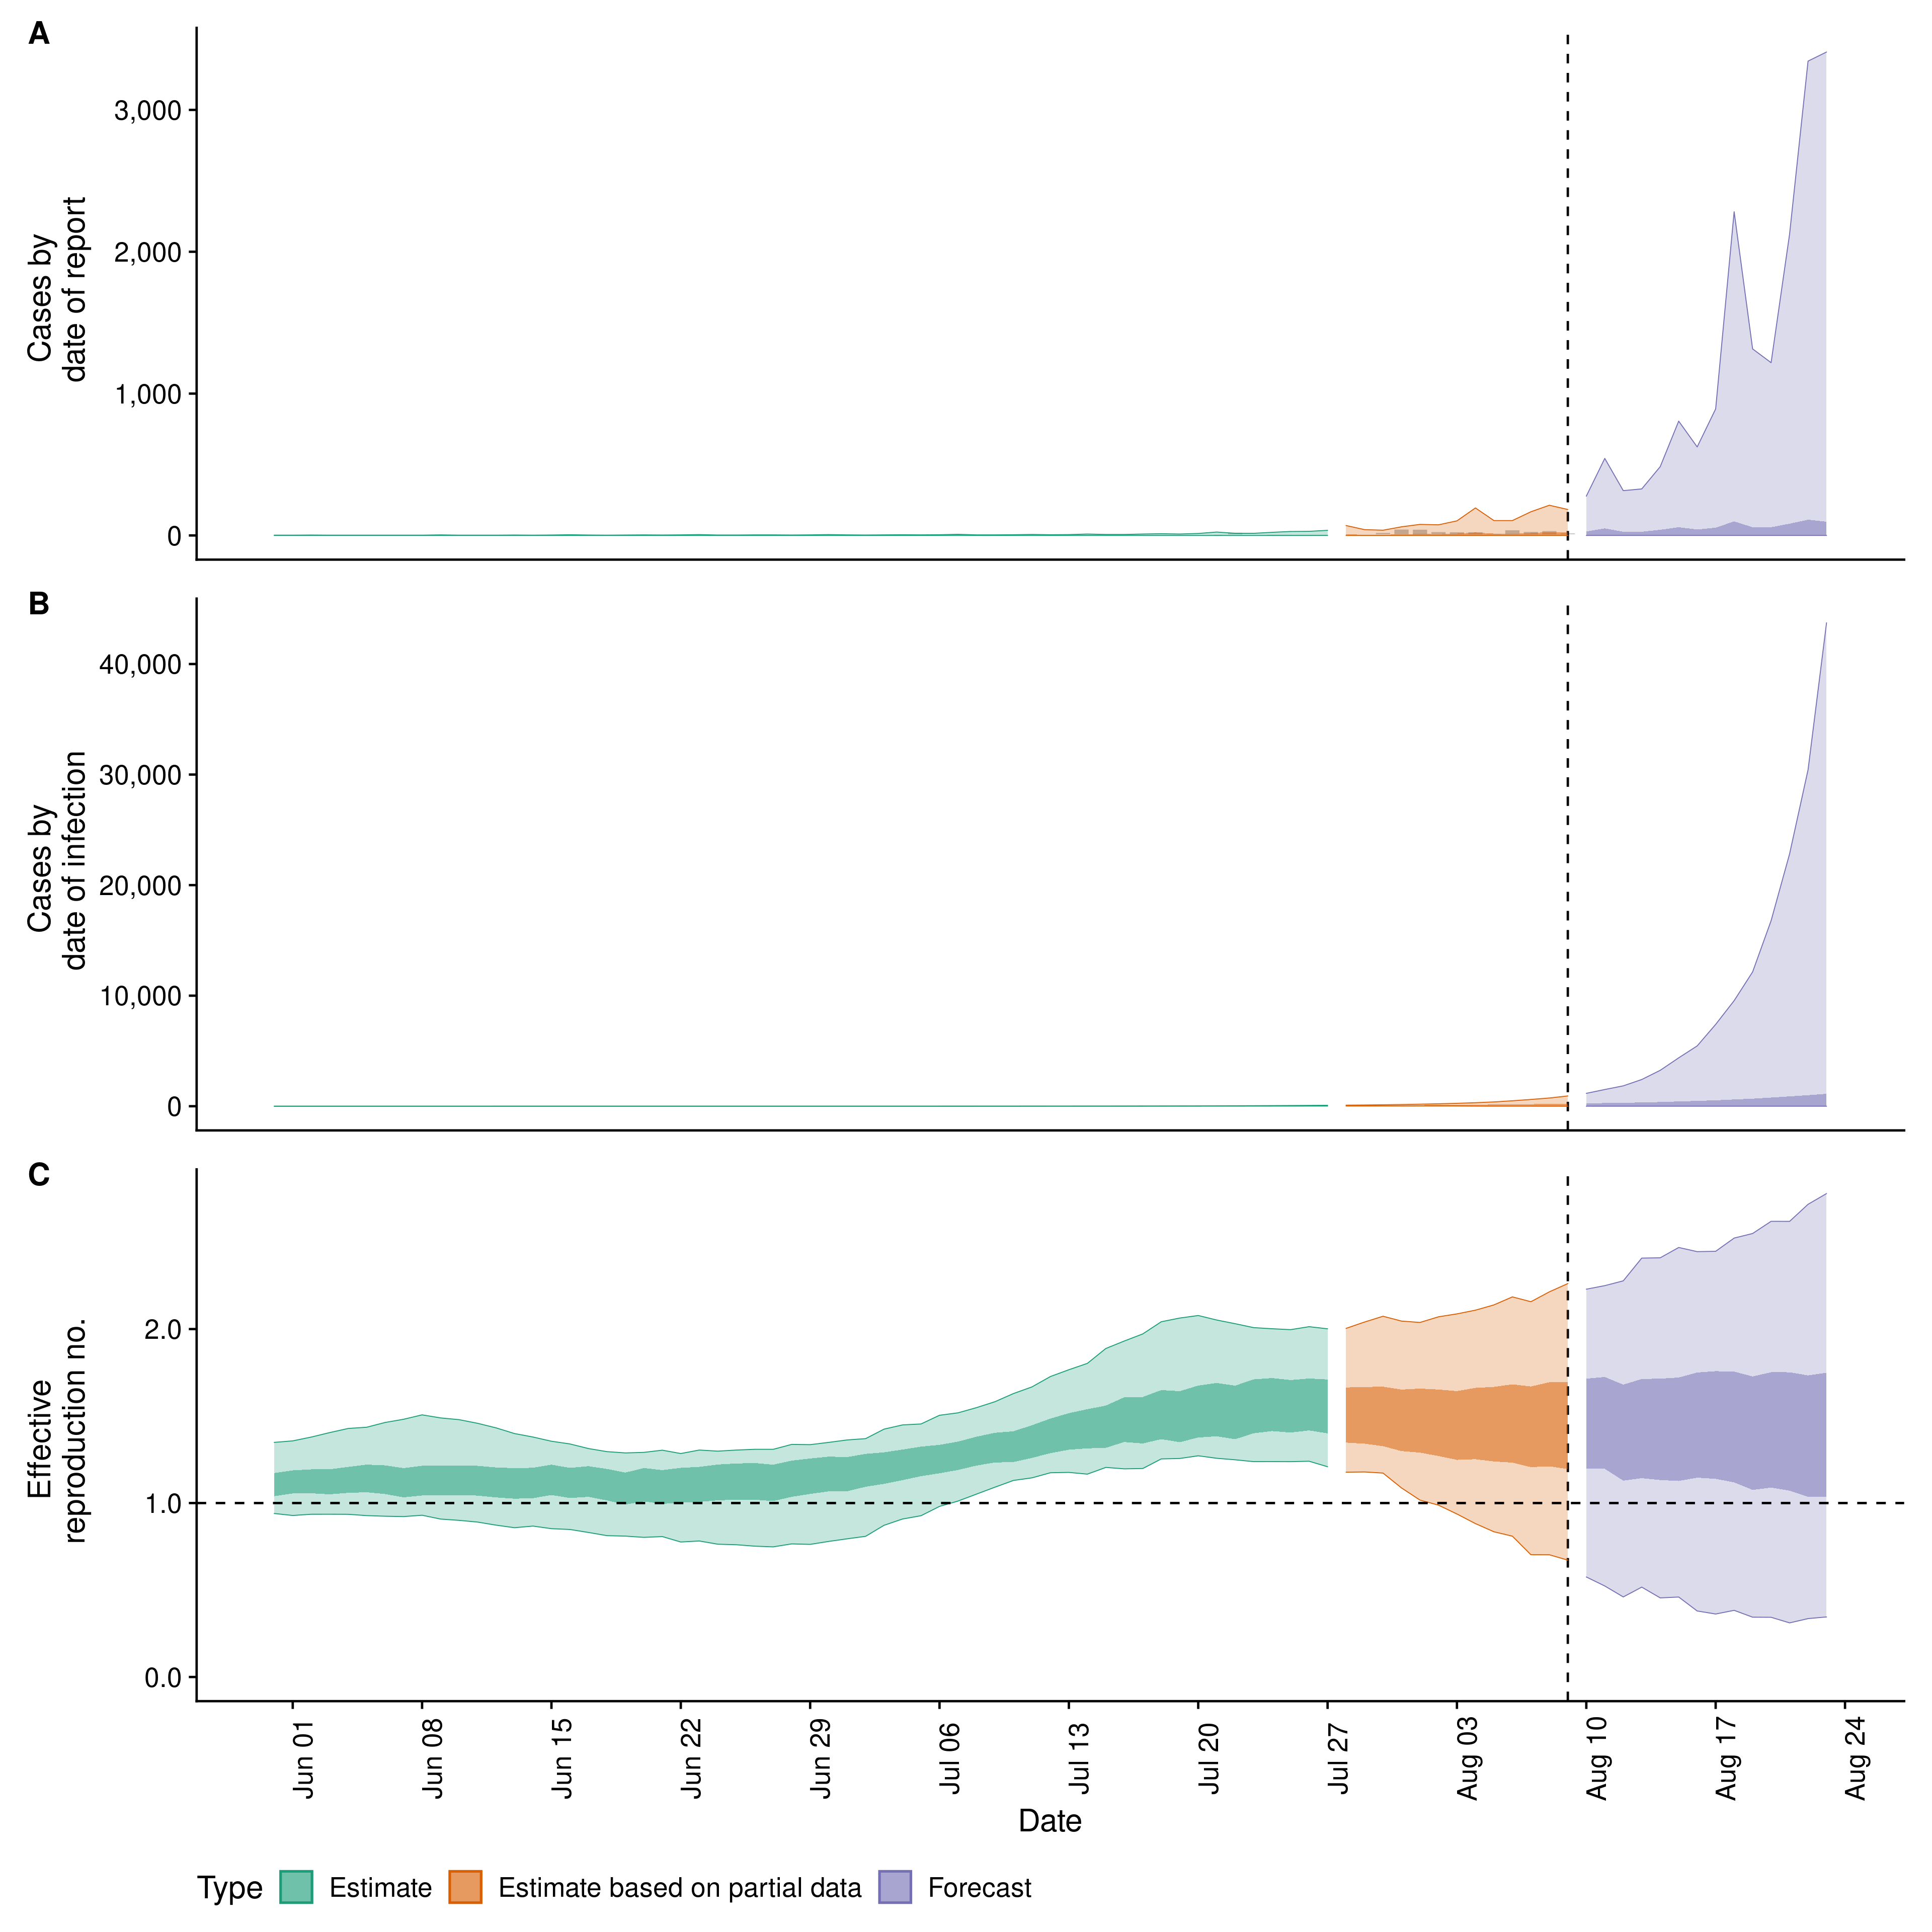 A
Cases by
date of report
3,000
2,000
1,000
0
B
Cases by
date of infection
40,000
30,000
20,000
10,000
0
C
Effective
reproduction no.
2.0
1.0
0.0
Jun 01
Jun 08
Jun 15
Jun 22
Jun 29
Jul 06
Jul 13
Jul 20
Jul 27
Aug 03
Aug 10
Aug 17
Aug 24
Date
Type Estimate Estimate based on partial data Forecast